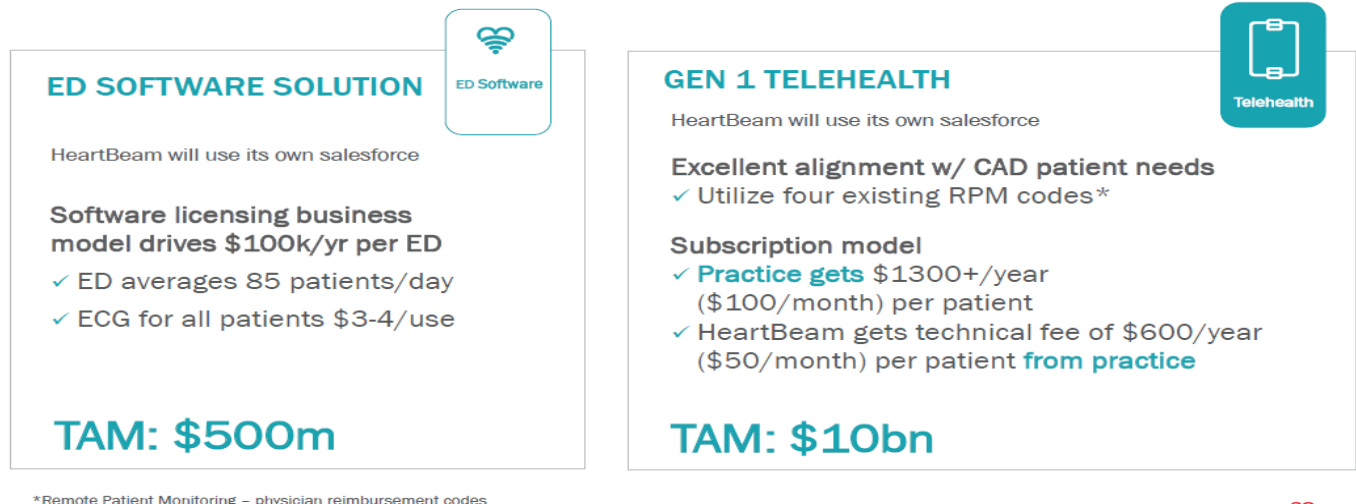 ED SOFTWARE SOLUTION
ED Software
HeartBeam will use its own salesforce
Software licensing business
model drives $100k/yr per ED
✓ ED averages 85 patients/day
✓ ECG for all patients $3-4/use
TAM: $500m
GEN 1 TELEHEALTH
Telehealth
HeartBeam will use its own salesforce
Excellent alignment w/ CAD patient needs
✓ Utilize four existing RPM codes*
Subscription model
✓ Practice gets $1300+/year
($100/month) per patient
✓ HeartBeam gets technical fee of $600/year
($50/month) per patient from practice
TAM: $10bn
*Remote Patient Monitoring – physician reimbursement codes